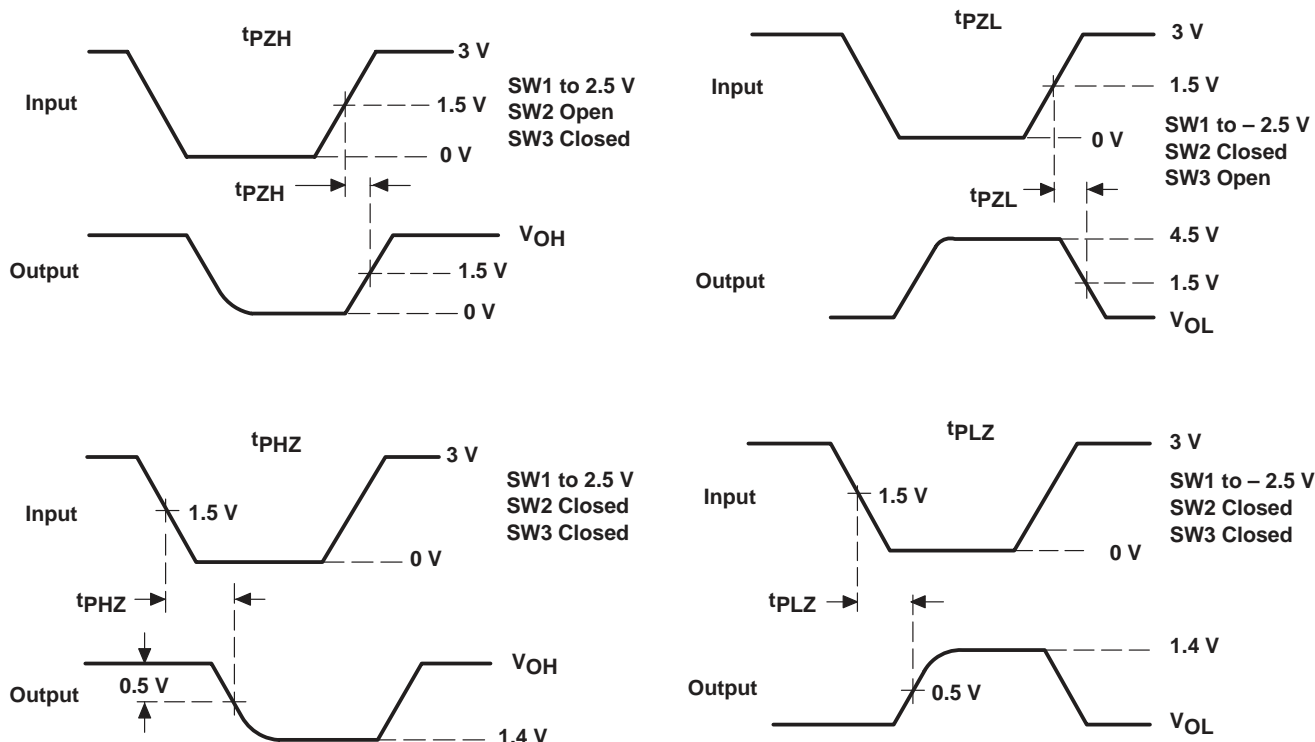 tPZH
3 V
Input
1.5 V
SW1 to 2.5 V
SW2 Open
SW3 Closed
0 V
tPZH
VOH
Output
1.5 V
0 V
tPZL
3 V
Input
1.5 V
SW1 to – 2.5 V
SW2 Closed
SW3 Open
0 V
tPZL
4.5 V
Output
1.5 V
VOL
tPHZ
3 V
SW1 to 2.5 V
SW2 Closed
SW3 Closed
Input
1.5 V
0 V
tPHZ
VOH
Output
0.5 V
1.4 V
tPLZ
3 V
SW1 to – 2.5 V
SW2 Closed
SW3 Closed
Input
1.5 V
0 V
tPLZ
1.4 V
Output
0.5 V
VOL